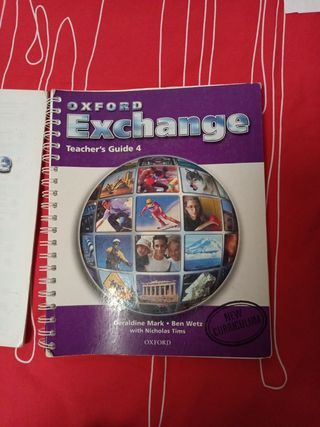 OXFORD
Exchange
Teacher's Guide 4
Geraldine Mark • Ben Wetz
with Nicholas Tims
OXFORD
NEW
CURRICULUM
e